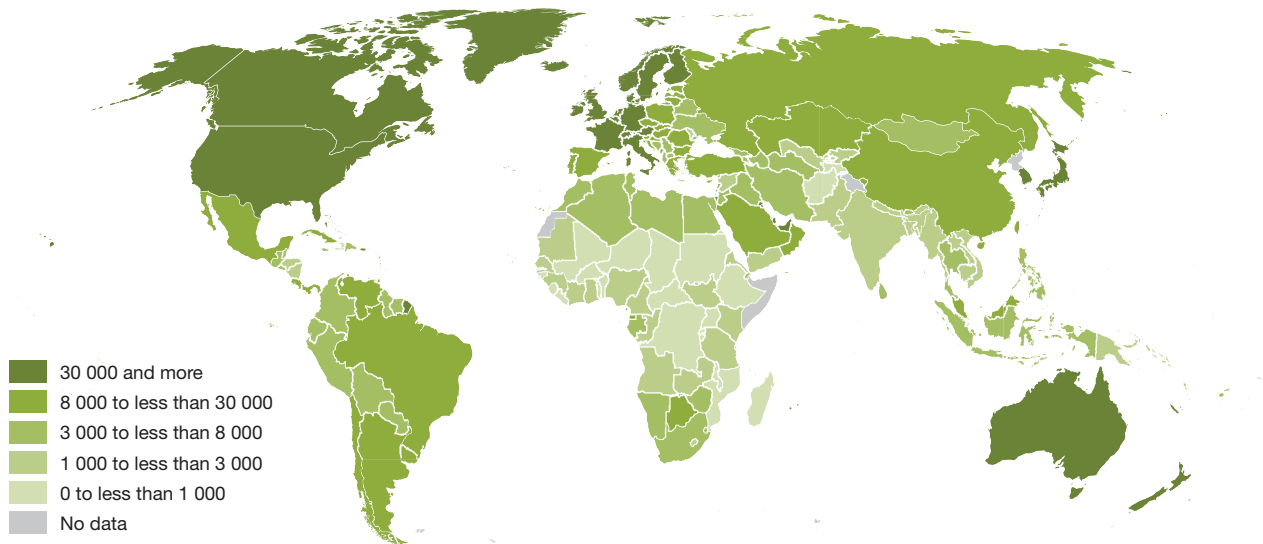 30 000 and more
8 000 to less than 30 000
3 000 to less than 8 000
1 000 to less than 3 000
0 to less than 1 000
No data